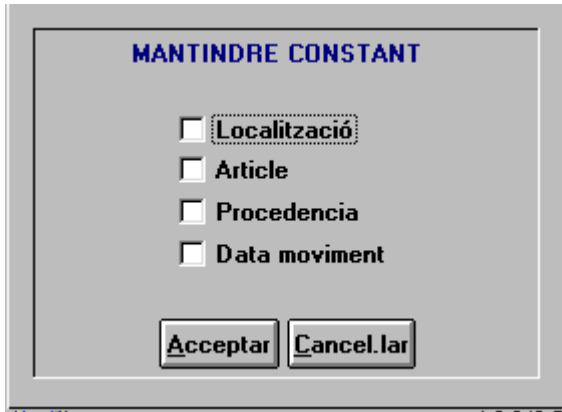 MANTINDRE CONSTANT
Localització
Article
Procedencia
Data moviment
Acceptar Cancel.lar